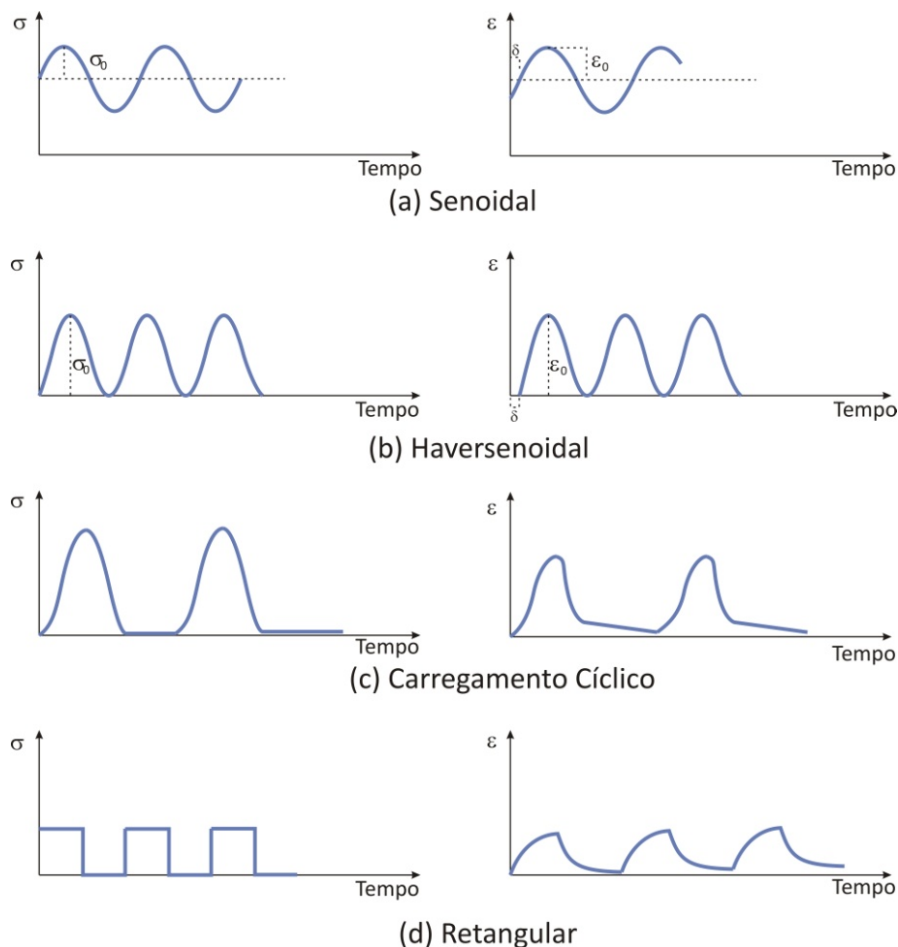 σ
σ₀
Tempo
ε
δ
ε₀
Tempo
(a) Senoidal
σ
σ₀
Tempo
ε
ε₀
δ
Tempo
(b) Haversenoidal
σ
Tempo
ε
Tempo
(c) Carregamento Cíclico
σ
Tempo
ε
Tempo
(d) Retangular